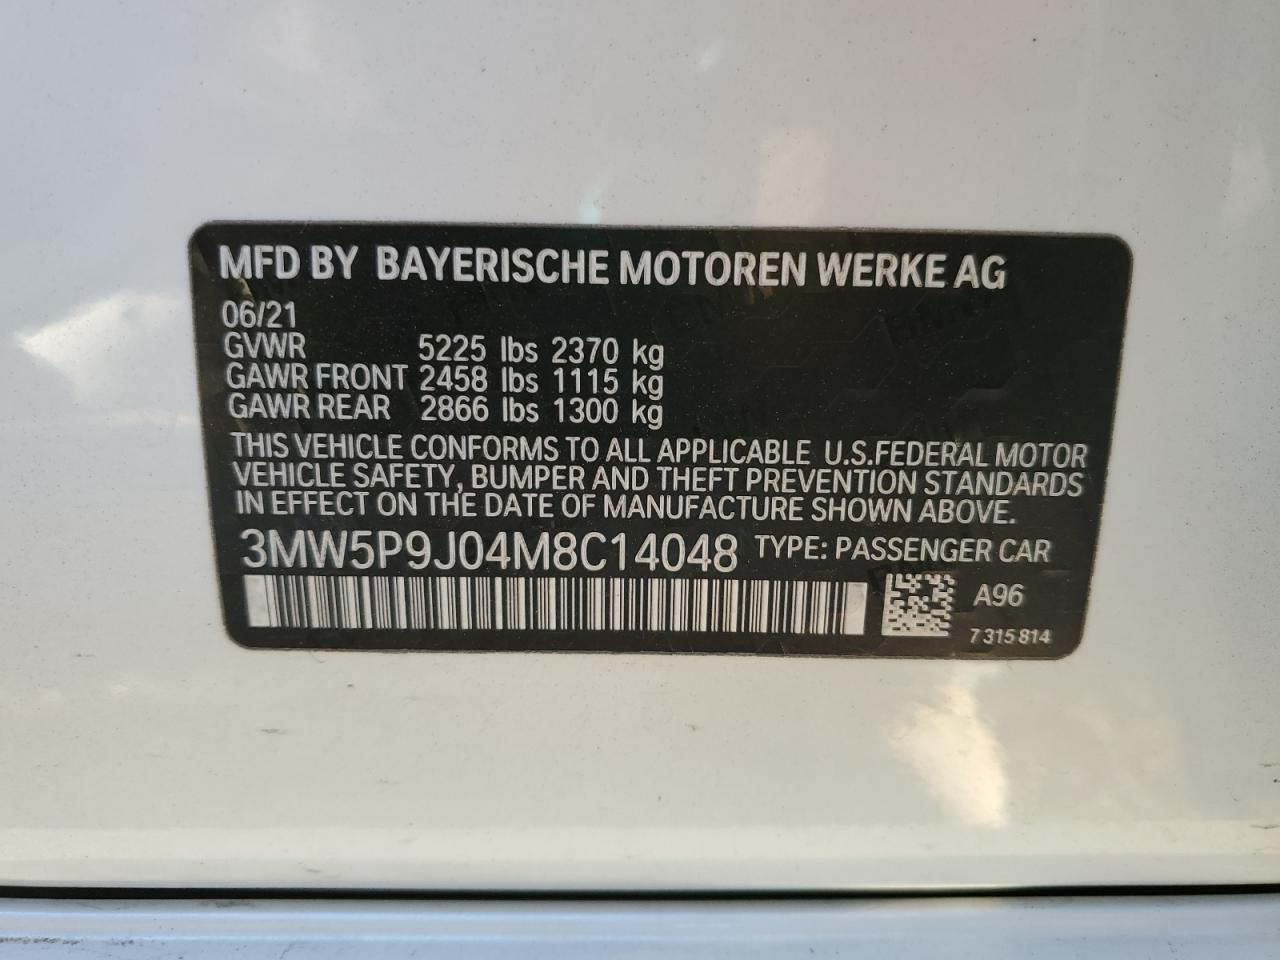 MFD BY BAYERISCHE MOTOREN WERKE AG
06/21
GVWR 5225 lbs 2370 kg
GAWR FRONT 2458 lbs 1115 kg
GAWR REAR 2866 lbs 1300 kg
THIS VEHICLE CONFORMS TO ALL APPLICABLE U.S.FEDERAL MOTOR
VEHICLE SAFETY, BUMPER AND THEFT PREVENTION STANDARDS
IN EFFECT ON THE DATE OF MANUFACTURE SHOWN ABOVE.
3MW5P9J04M8C14048 TYPE: PASSENGER CAR
A96
7 315 814